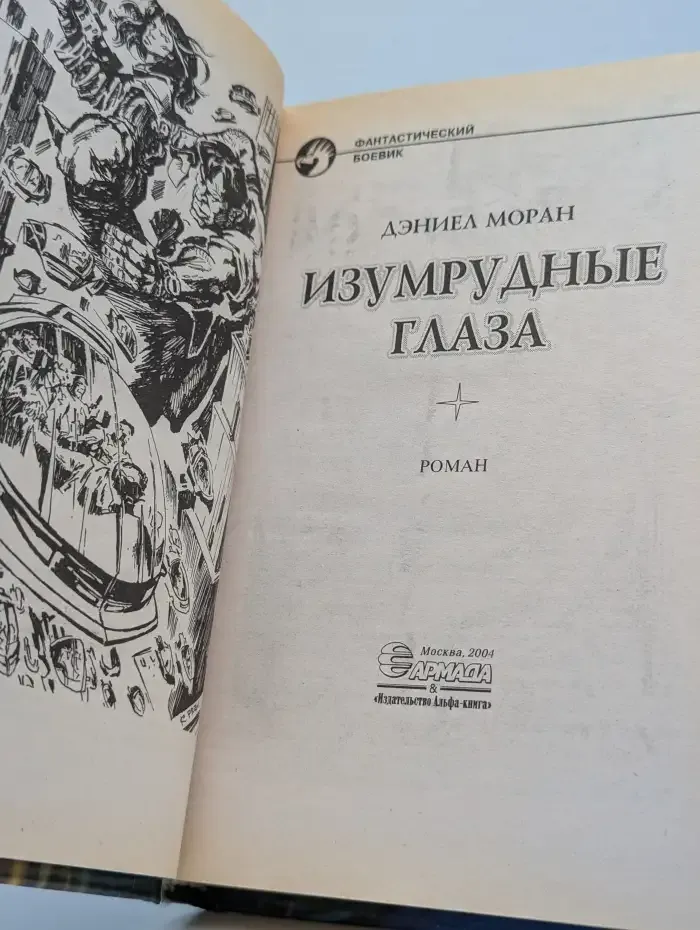 ФАНТАСТИЧЕСКИЙ
БОЕВИК
ДЭНИЕЛ МОРАН
ИЗУМРУДНЫЕ
ГЛАЗА
РОМАН
Москва, 2004
АРМАДА
&
«Издательство Альфа-книга»